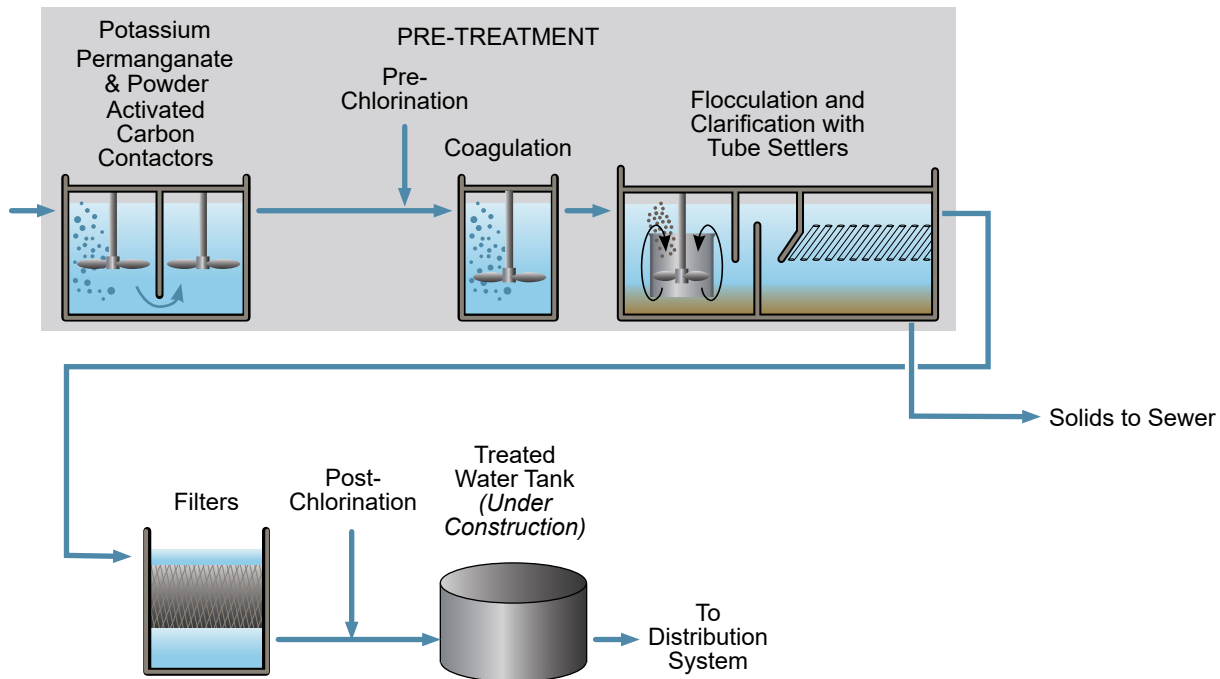 PRE-TREATMENT
Potassium
Permanganate
& Powder
Activated
Carbon
Contactors
Pre-
Chlorination
Coagulation
Flocculation and
Clarification with
Tube Settlers
Solids to Sewer
Filters
Post-
Chlorination
Treated
Water Tank
(Under
Construction)
To
Distribution
System